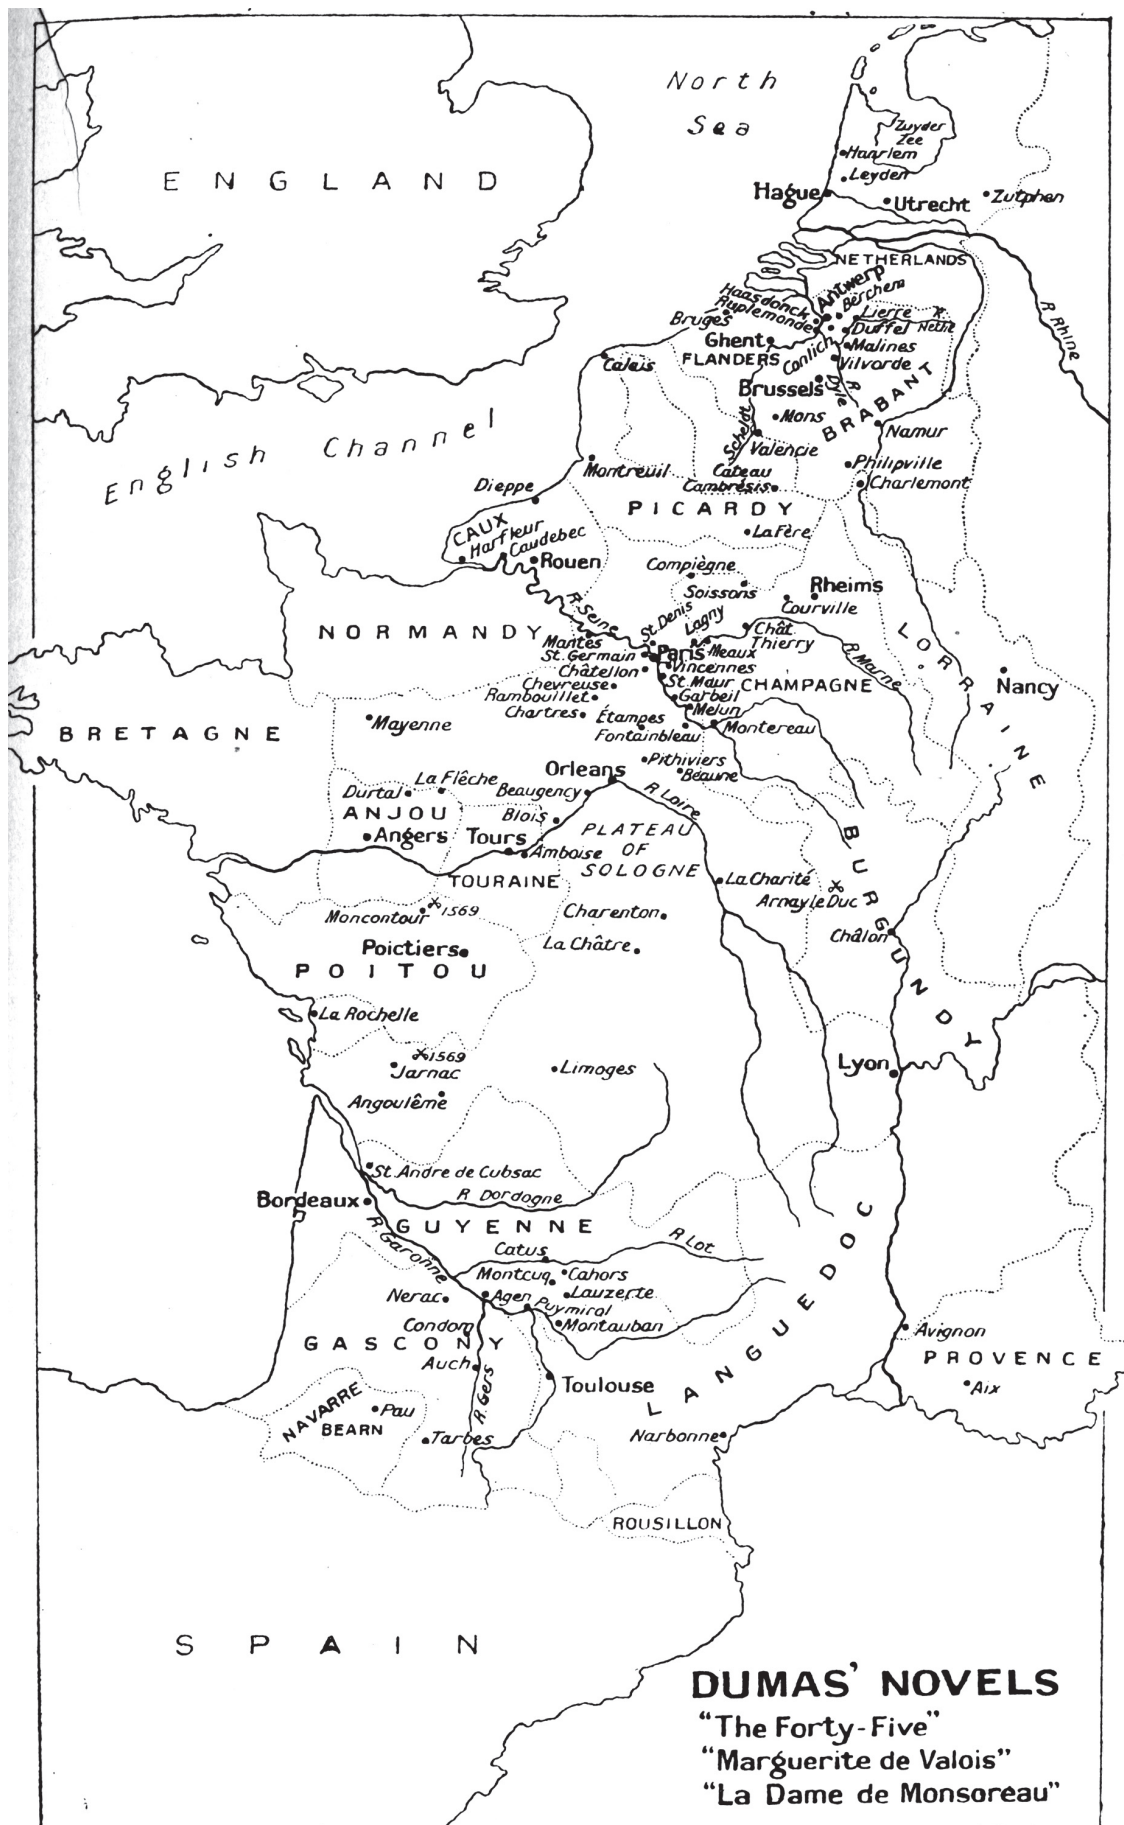 North
Sea
Zuyder
Zee
Haarlem
Leyden
ENGLAND
Hague
Utrecht
Zutphen
NETHERLANDS
Antwerp
Berchem
Haasdonck
Ruplemonde
Lierre
R.
Nethe
Duffel
R Rhine
Bruges
Ghent
Malines
FLANDERS
Conlich
Calais
Vilvorde
Brussels
R Dyle
BRABANT
Mons
Scheldt
Namur
English Channel
Valencie
Montreuil
Cateau
Cambrésis
Philipville
Charlemont
Dieppe
PICARDY
CAUX
Harfleur
Caudebec
La Fère
Rouen
Compiègne
Soissons
Rheims
Courville
R Seine
St. Denis
Lagny
Chât
Thierry
NORMANDY
Mantes
St. Germain
Paris
Meaux
R Marne
LORRAINE
Châtellon
Vincennes
Chevreuse
St. Maur
CHAMPAGNE
Nancy
Rambouillet
Garbeil
Chartres
Étampes
Melun
Mayenne
Fontainbleau
Montereau
BRETAGNE
Pithiviers
Orleans
Beaune
La Flêche
Durtal
Beaugency
R Loire
ANJOU
Blois
PLATEAU
OF
SOLOGNE
BURGUNDY
Angers
Tours
Amboise
TOURAINE
La Charité
Arnay le Duc
Moncontour
1569
Charenton
Châlon
Poictiers
La Châtre
POITOU
La Rochelle
1569
Jarnac
Limoges
Lyon
Angoulême
St. Andre de Cubsac
R Dordogne
Bordeaux
GUYENNE
R. Garonne
R Lot
LANGUEDOC
Catus
Montcuq
Cahors
Nerac
Agen
Lauzerte
Puymirol
Condom
Montauban
Avignon
GASCONY
PROVENCE
Auch
R. Gers
Toulouse
Aix
NAVARRE
Pau
BEARN
Tarbes
Narbonne
ROUSILLON
SPAIN
DUMAS' NOVELS
"The Forty-Five"
"Marguerite de Valois"
"La Dame de Monsoreau"